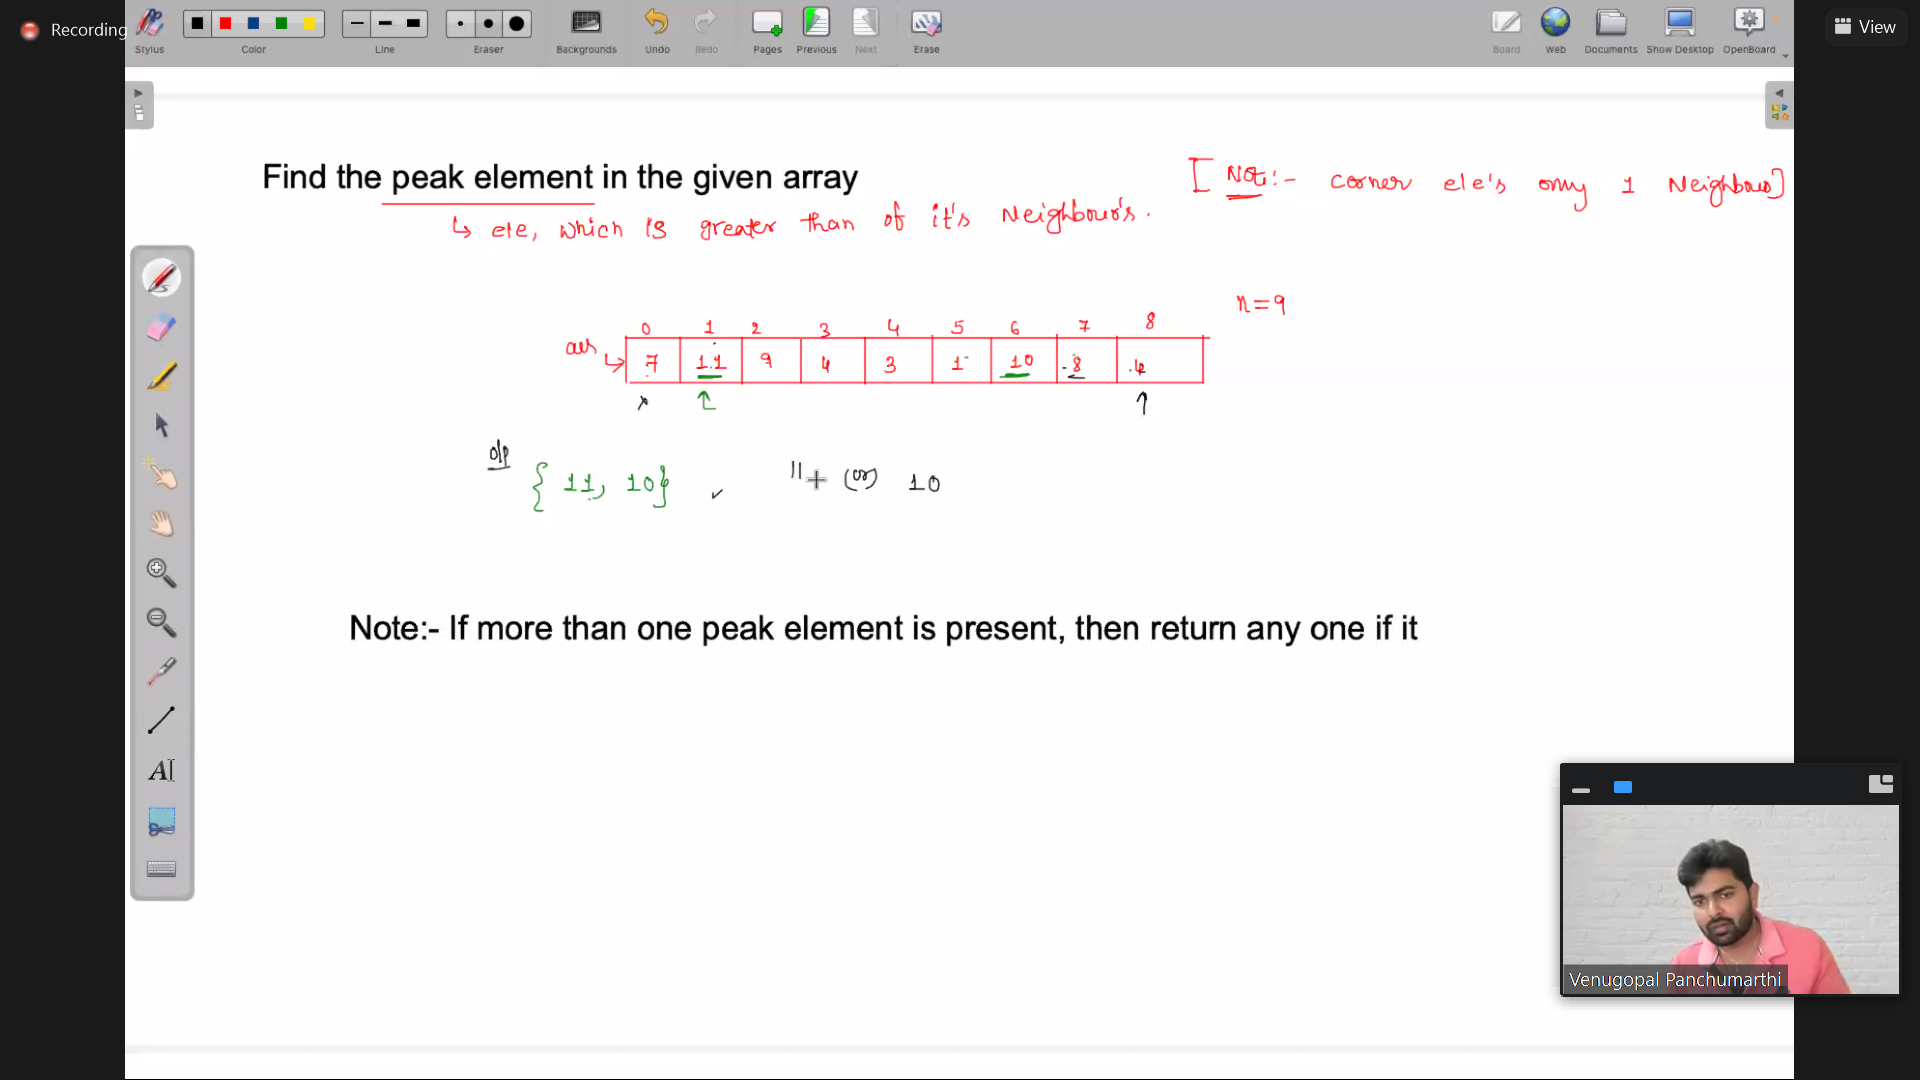 Recording
Stylus Color Line Eraser Backgrounds Undo Redo Pages Previous Next Erase Board Web Documents Show Desktop OpenBoard
View
Find the peak element in the given array
[ Not:- corner ele's only 1 Neighbour]
↳ ele, which is greater than of it's Neighbour's.
n=9
0 1 2 3 4 5 6 7 8
arr 7 11 9 4 3 1 10 8 4
o/p
{ 11, 10} ✓ 11 (or) 10
Note:- If more than one peak element is present, then return any one if it
AI
Venugopal Panchumarthi